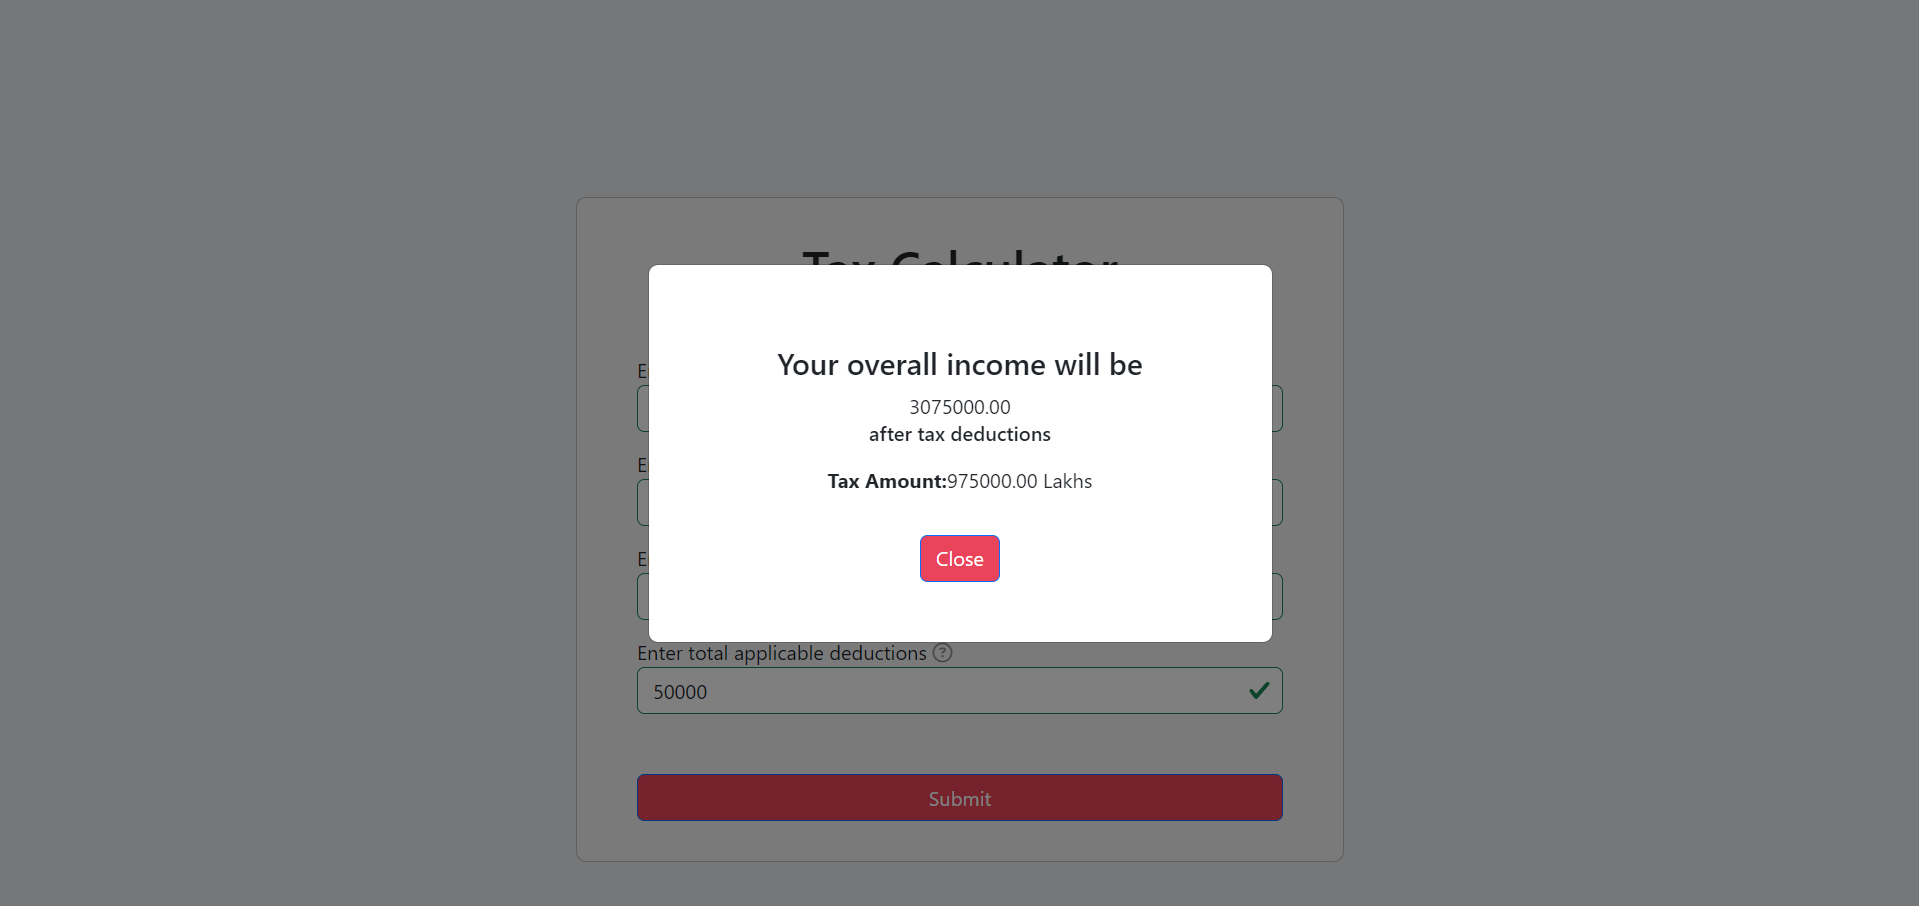 Tax Calculator
Your overall income will be
3075000.00
after tax deductions
Tax Amount:975000.00 Lakhs
Close
Enter total applicable deductions ?
50000
Submit